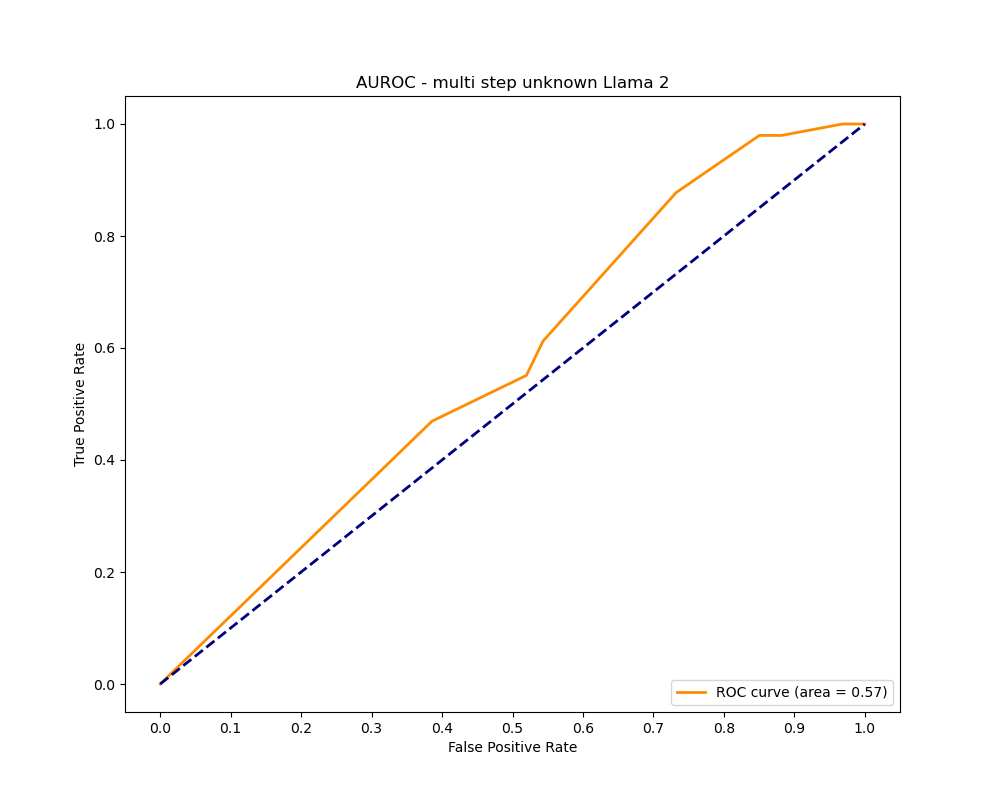 AUROC - multi step unknown Llama 2
True Positive Rate
1.0
0.8
0.6
0.4
0.2
0.0
0.0 0.1 0.2 0.3 0.4 0.5 0.6 0.7 0.8 0.9 1.0
False Positive Rate
ROC curve (area = 0.57)